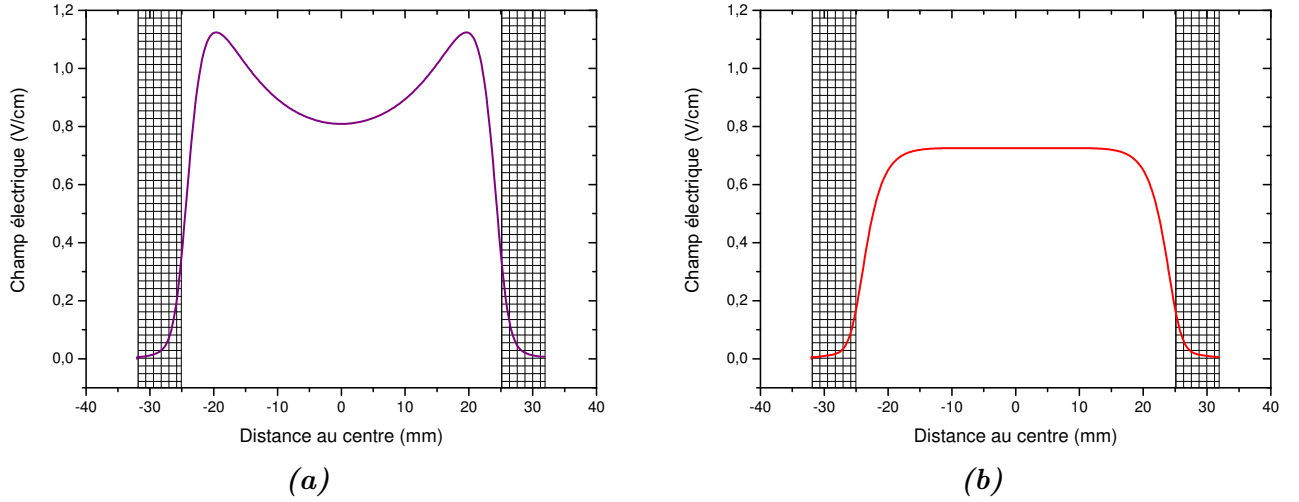 1,2
1,0
0,8
0,6
0,4
0,2
0,0
Champ électrique (V/cm)
-40 -30 -20 -10 0 10 20 30 40
Distance au centre (mm)
(a)
1,2
1,0
0,8
0,6
0,4
0,2
0,0
Champ électrique (V/cm)
-40 -30 -20 -10 0 10 20 30 40
Distance au centre (mm)
(b)